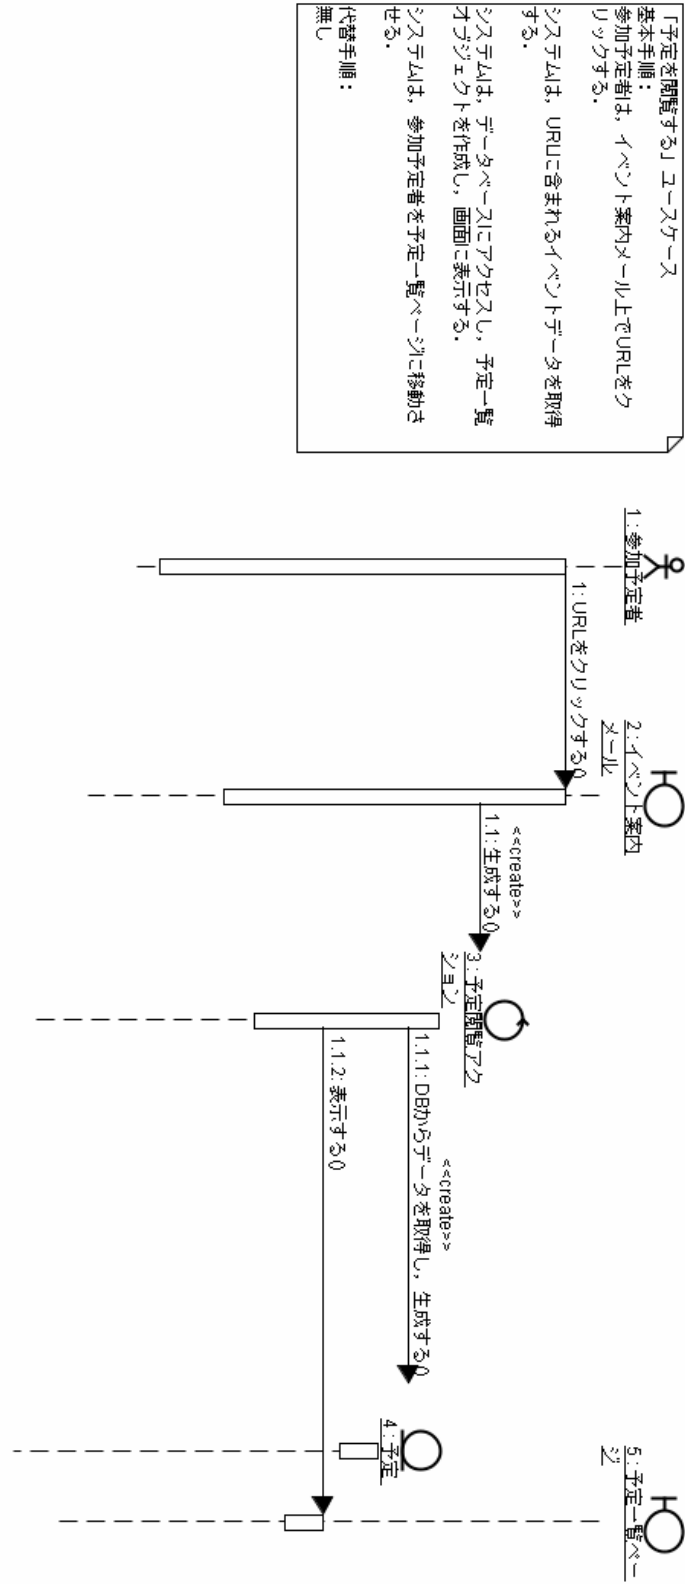 「予定を閲覧する」ユースケース
基本手順：
参加予定者は，イベント案内メール上でURLをク
リックする．
システムは，URLに含まれるイベントデータを取得
する．
システムは，データベースにアクセスし，予定一覧
オブジェクトを作成し，画面に表示する．
システムは，参加予定者を予定一覧ページに移動さ
せる．
代替手順：
無し
1 : 参加予定者
1: URLをクリックする()
2 : イベント案内
メール
<<create>>
1.1: 生成する()
3 : 予定閲覧アク
ション
<<create>>
1.1.1: DBからデータを取得し，生成する()
1.1.2: 表示する()
4 : 予定
5 : 予定一覧ペー
ジ